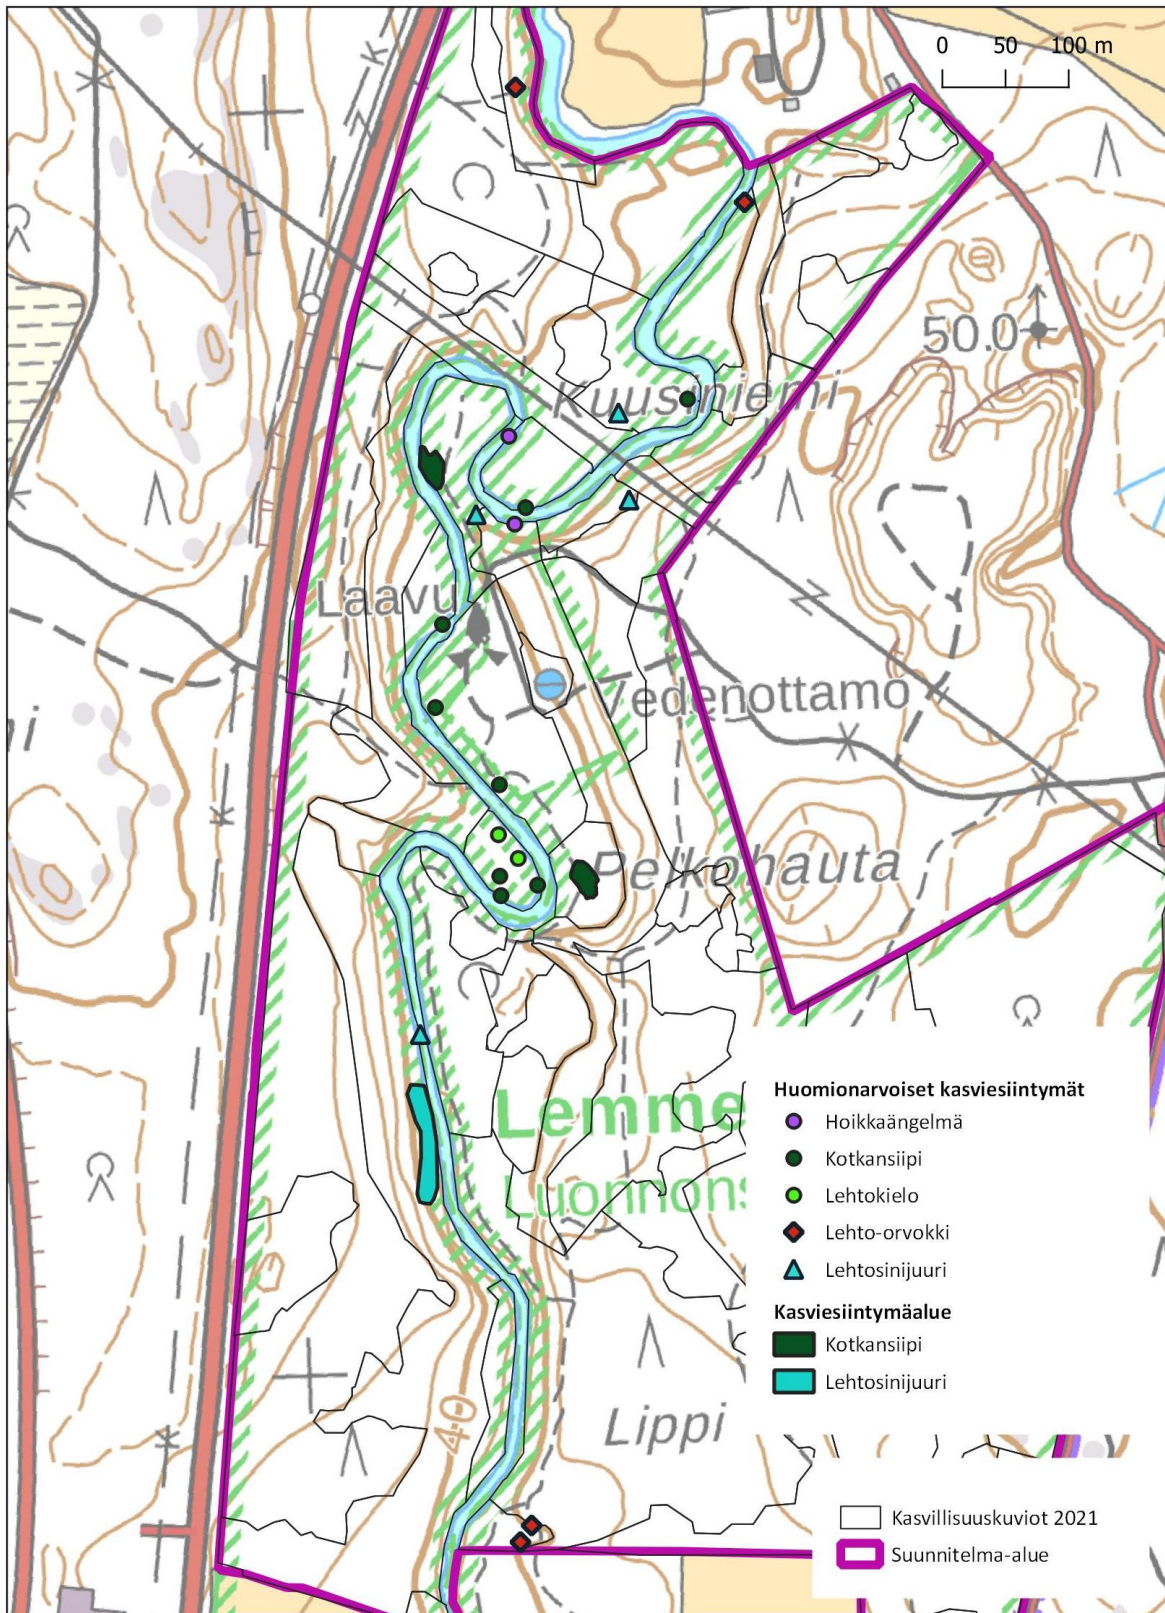 0 50 100 m
50.0
Kuusiniemi
Laavu
Vedenottamo
Pelkohauta
Lemme
Luonnons
40
Lippi
Huomionarvoiset kasviesiintymät
Hoikkaängelmä
Kotkansiipi
Lehtokielo
Lehto-orvokki
Lehtosinijuuri
Kasviesiintymäalue
Kotkansiipi
Lehtosinijuuri
Kasvillisuuskuviot 2021
Suunnitelma-alue